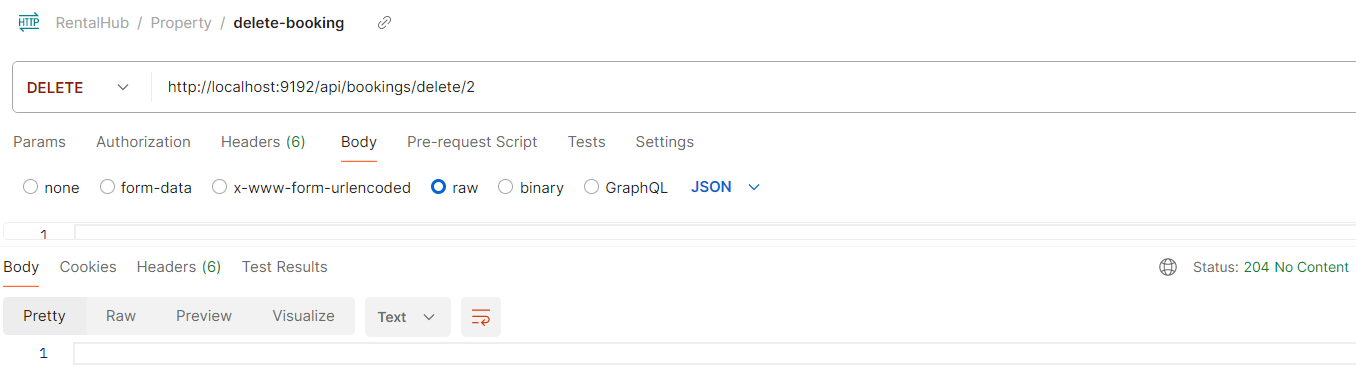 HTTP RentalHub / Property / delete-booking
DELETE http://localhost:9192/api/bookings/delete/2
Params Authorization Headers (6) Body Pre-request Script Tests Settings
none form-data x-www-form-urlencoded raw binary GraphQL JSON
1
Body Cookies Headers (6) Test Results Status: 204 No Content
Pretty Raw Preview Visualize Text
1